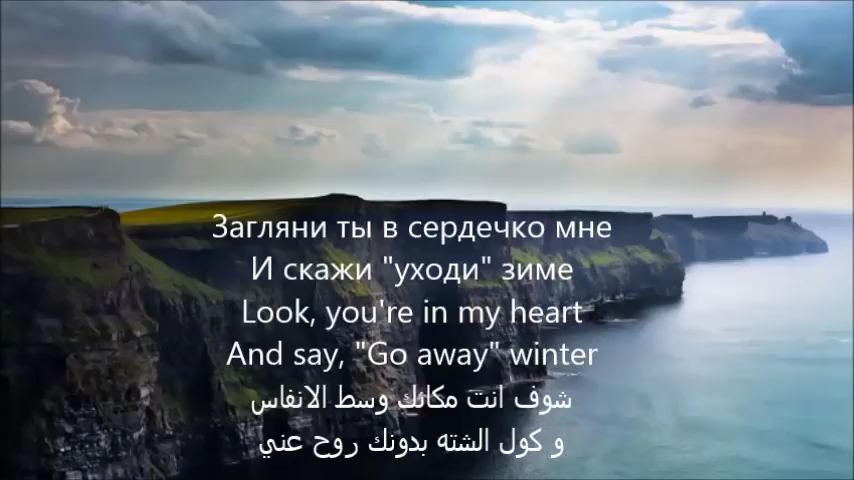 Загляни ты в сердечко мне
И скажи "уходи" зиме
Look, you're in my heart
And say, "Go away" winter
شوف انت مكانك وسط الانفاس
و كول الشته بدونك روح عني